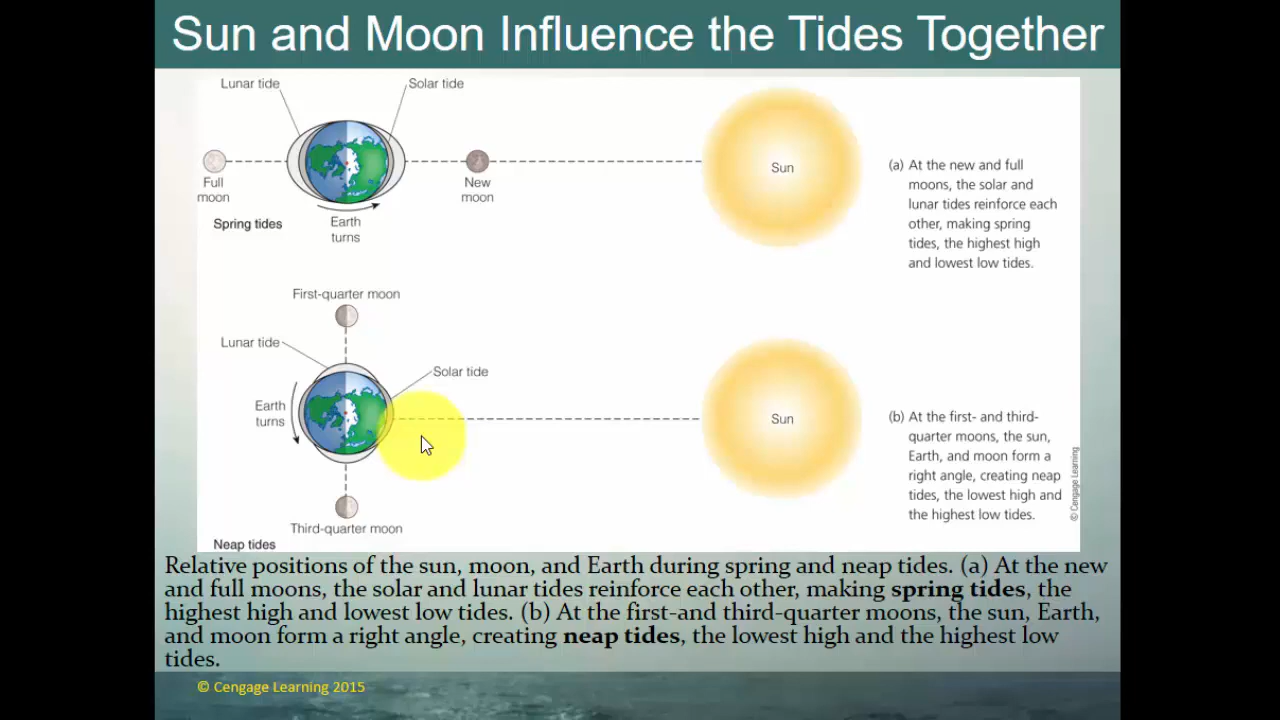 Sun and Moon Influence the Tides Together
Lunar tide
Solar tide
Full
moon
New
moon
Sun
Spring tides
Earth
turns
(a) At the new and full
moons, the solar and
lunar tides reinforce each
other, making spring
tides, the highest high
and lowest low tides.
First-quarter moon
Lunar tide
Solar tide
Earth
turns
Sun
Third-quarter moon
Neap tides
(b) At the first- and third-
quarter moons, the sun,
Earth, and moon form a
right angle, creating neap
tides, the lowest high and
the highest low tides.
© Cengage Learning
Relative positions of the sun, moon, and Earth during spring and neap tides. (a) At the new
and full moons, the solar and lunar tides reinforce each other, making spring tides, the
highest high and lowest low tides. (b) At the first-and third-quarter moons, the sun, Earth,
and moon form a right angle, creating neap tides, the lowest high and the highest low
tides.
© Cengage Learning 2015